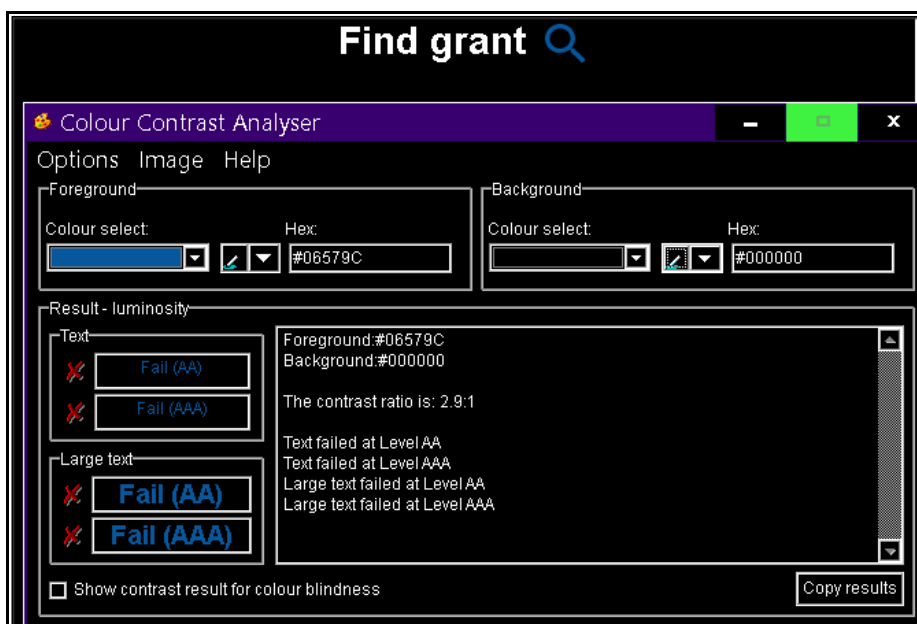 Find grant
Colour Contrast Analyser
Options Image Help
Foreground
Background
Colour select:
Hex:
Colour select:
Hex:
#06579C
#000000
Result - luminosity
Text
Fail (AA)
Fail (AAA)
Large text
Fail (AA)
Fail (AAA)
Foreground:#06579C
Background:#000000
The contrast ratio is: 2.9:1
Text failed at Level AA
Text failed at Level AAA
Large text failed at Level AA
Large text failed at Level AAA
Show contrast result for colour blindness
Copy results